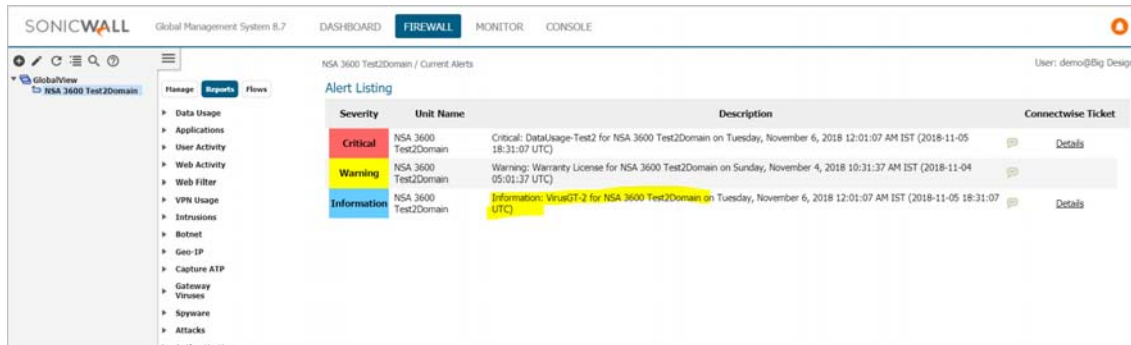 SONICWALL
Global Management System 8.7
DASHBOARD FIREWALL MONITOR CONSOLE
GlobalView
NSA 3600 Test2Domain
NSA 3600 Test2Domain / Current Alerts
User: demo@Big Desig
Manage Reports Flows
Data Usage
Applications
User Activity
Web Activity
Web Filter
VPN Usage
Intrusions
Botnet
Geo-IP
Capture ATP
Gateway
Viruses
Spyware
Attacks
Alert Listing
Severity Unit Name Description Connectwise Ticket
Critical
NSA 3600
Test2Domain
Critical: DataUsage-Test2 for NSA 3600 Test2Domain on Tuesday, November 6, 2018 12:01:07 AM IST (2018-11-05
18:31:07 UTC)
Details
Warning
NSA 3600
Test2Domain
Warning: Warranty License for NSA 3600 Test2Domain on Sunday, November 4, 2018 10:31:37 AM IST (2018-11-04
05:01:37 UTC)
Information
NSA 3600
Test2Domain
Information: VirusGT-2 for NSA 3600 Test2Domain on Tuesday, November 6, 2018 12:01:07 AM IST (2018-11-05 18:31:07
UTC)
Details